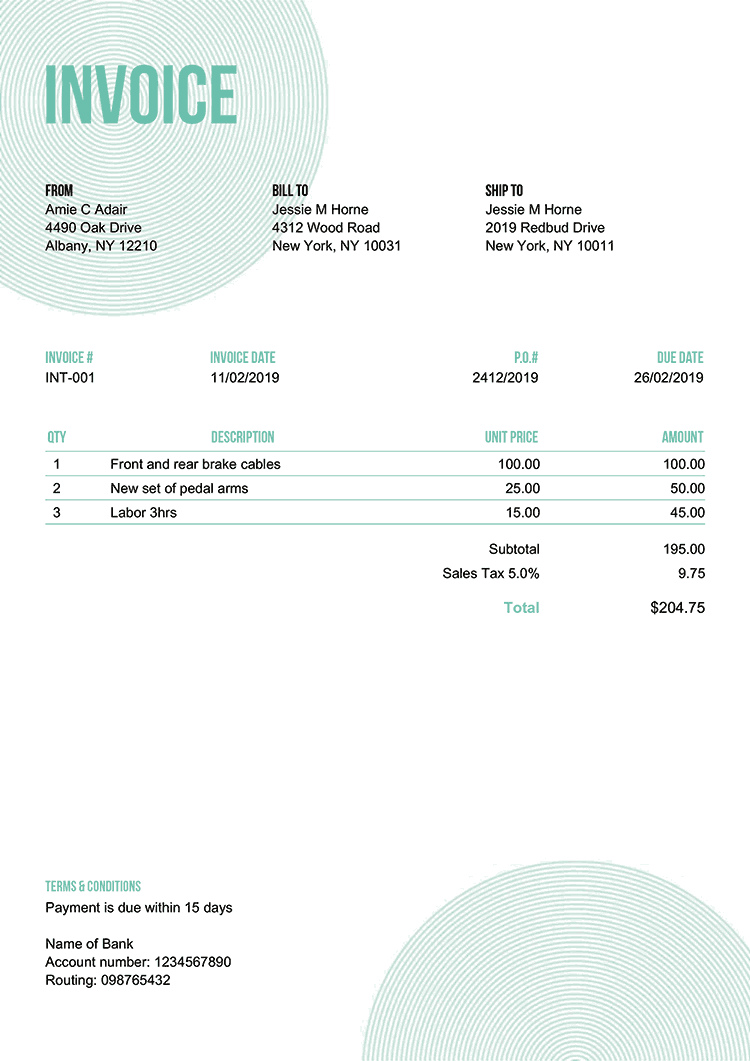 INVOICE
FROM BILL TO SHIP TO
Amie C Adair Jessie M Horne Jessie M Horne
4490 Oak Drive 4312 Wood Road 2019 Redbud Drive
Albany, NY 12210 New York, NY 10031 New York, NY 10011
INVOICE # INVOICE DATE P.O.# DUE DATE
INT-001 11/02/2019 2412/2019 26/02/2019
QTY DESCRIPTION UNIT PRICE AMOUNT
1 Front and rear brake cables 100.00 100.00
2 New set of pedal arms 25.00 50.00
3 Labor 3hrs 15.00 45.00
Subtotal 195.00
Sales Tax 5.0% 9.75
Total $204.75
TERMS & CONDITIONS
Payment is due within 15 days
Name of Bank
Account number: 1234567890
Routing: 098765432